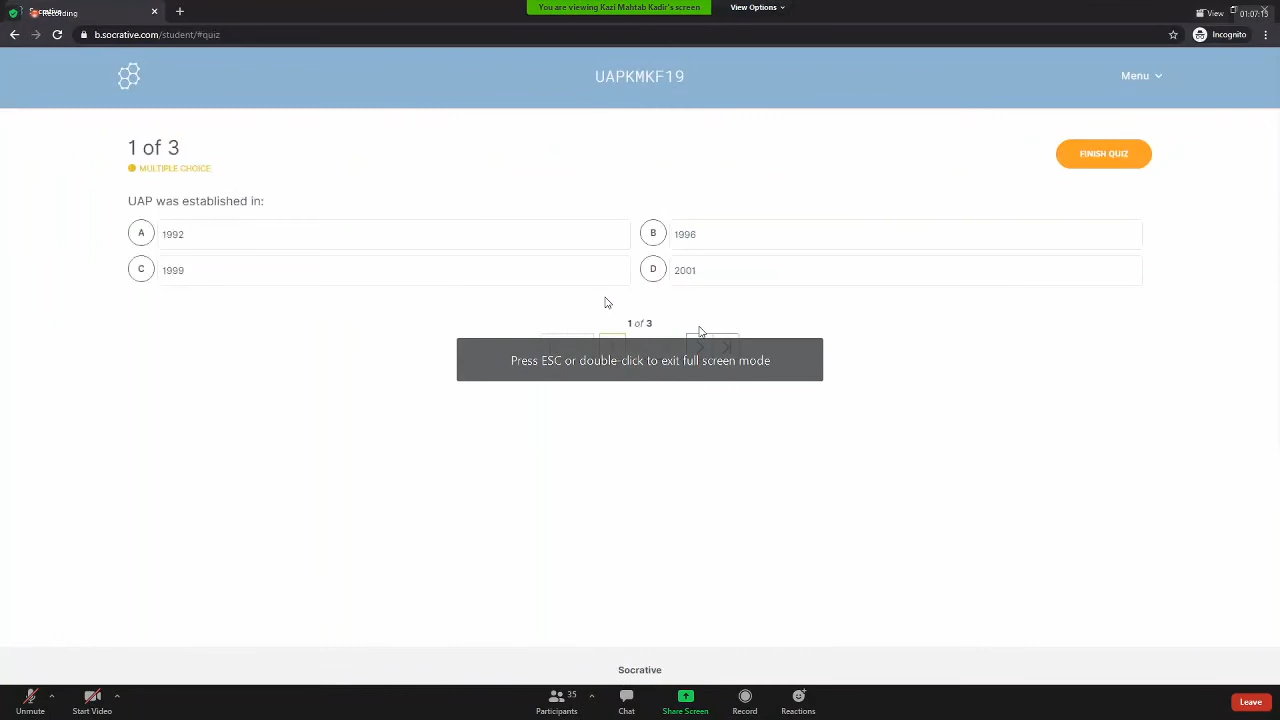 Recording
You are viewing Kazi Mahtab Kadir's screen
View Options
View
01:07:15
b.socrative.com/student/#quiz
Incognito
UAPKMKF19
Menu
1 of 3
FINISH QUIZ
MULTIPLE CHOICE
UAP was established in:
A 1992
B 1996
C 1999
D 2001
1 of 3
Press ESC or double-click to exit full screen mode
Socrative
Unmute
Start Video
Participants 35
Chat
Share Screen
Record
Reactions
Leave